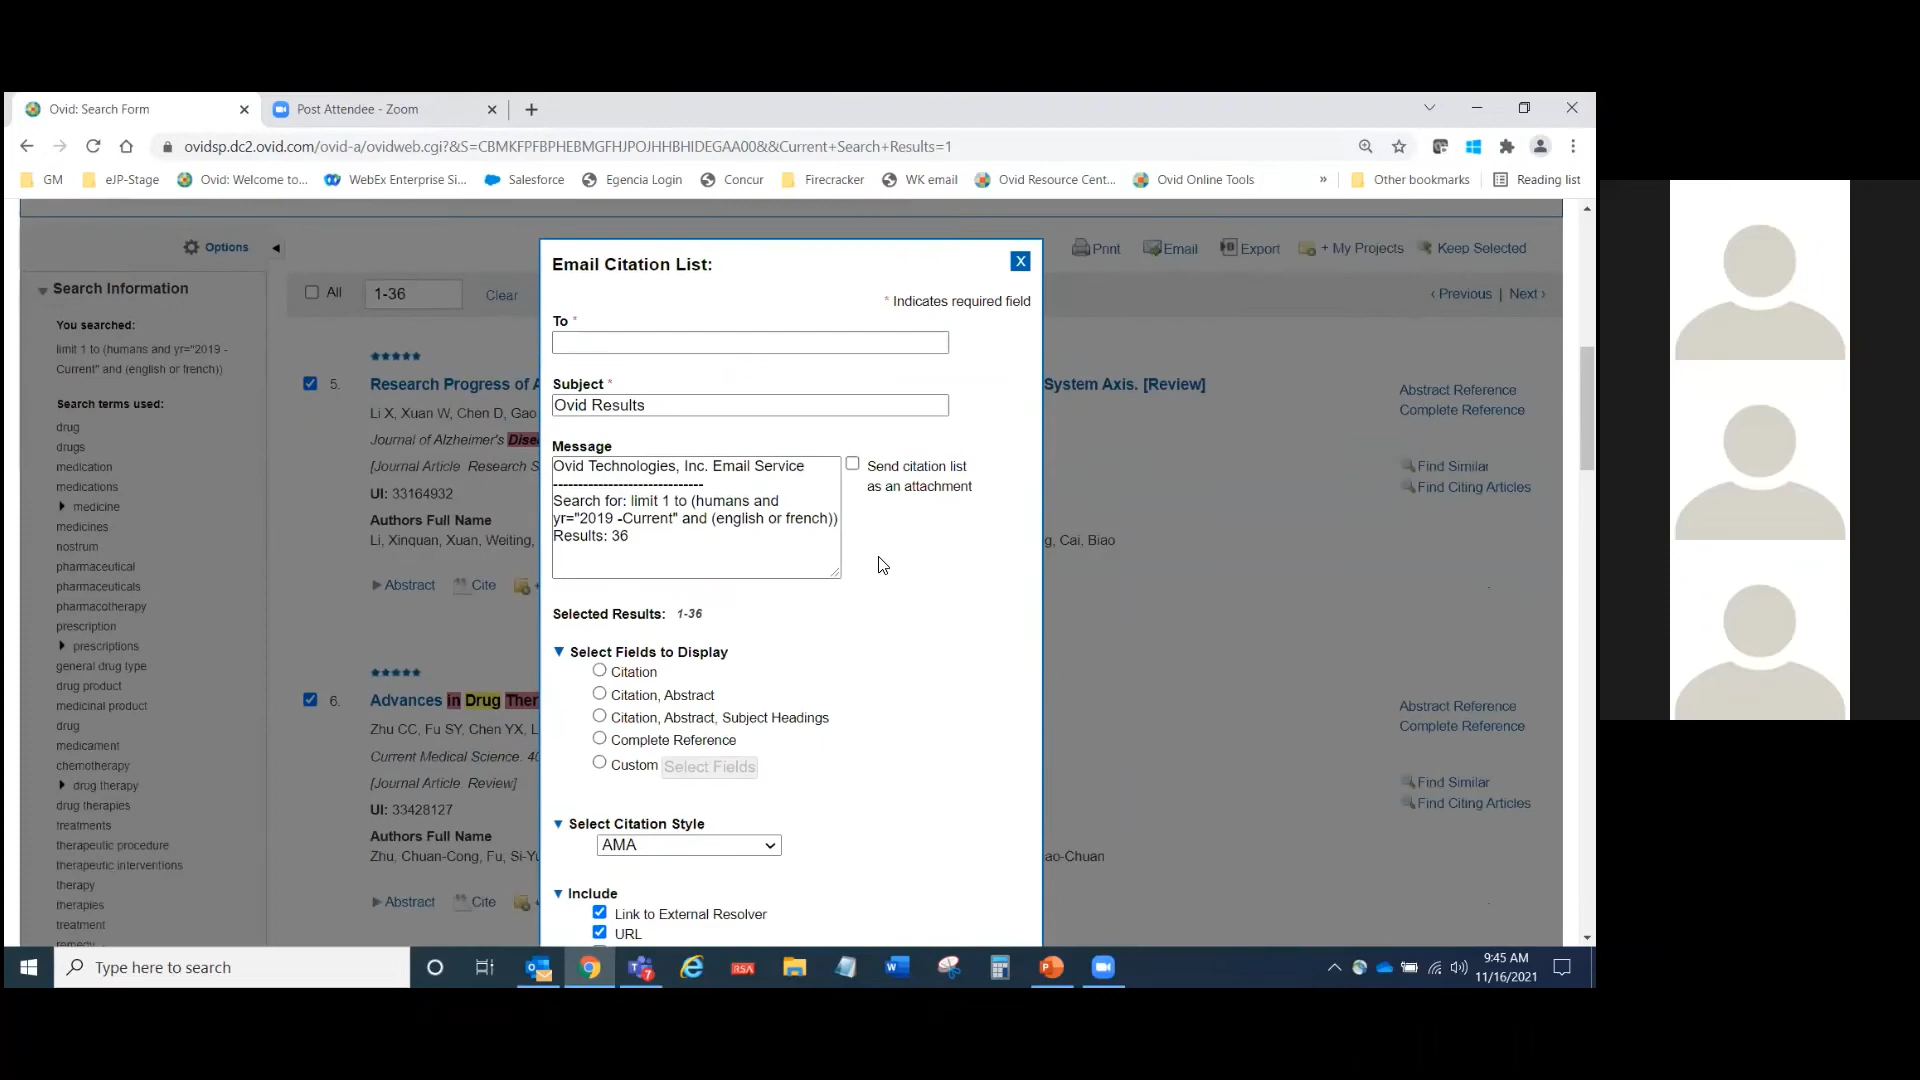 Ovid: Search Form
Post Attendee - Zoom
ovidsp.dc2.ovid.com/ovid-a/ovidweb.cgi?&S=CBMKFPFBPHEBMGFHJPOJHHBHIDEGAA00&&Current+Search+Results=1
GM
eJP-Stage
Ovid: Welcome to...
WebEx Enterprise Si...
Salesforce
Egencia Login
Concur
Firecracker
WK email
Ovid Resource Cent...
Ovid Online Tools
»
Other bookmarks
Reading list
Options
Print
Email
Export
+ My Projects
Keep Selected
All
1-36
Clear
‹ Previous | Next ›
Search Information
You searched:
limit 1 to (humans and yr="2019 -
Current" and (english or french))
Search terms used:
drug
drugs
medication
medications
medicine
medicines
nostrum
pharmaceutical
pharmaceuticals
pharmacotherapy
prescription
prescriptions
general drug type
drug product
medicinal product
drug
medicament
chemotherapy
drug therapy
drug therapies
treatments
therapeutic procedure
therapeutic interventions
therapy
therapies
treatment
remedy
5.
Research Progress of A
System Axis. [Review]
Li X, Xuan W, Chen D, Gao
Journal of Alzheimer's Dise
[Journal Article Research S
UI: 33164932
Authors Full Name
Li, Xinquan, Xuan, Weiting,
g, Cai, Biao
Abstract
Cite
Abstract Reference
Complete Reference
Find Similar
Find Citing Articles
6.
Advances in Drug Ther
Zhu CC, Fu SY, Chen YX, L
Current Medical Science. 40
[Journal Article Review]
UI: 33428127
Authors Full Name
Zhu, Chuan-Cong, Fu, Si-Yu
ao-Chuan
Abstract
Cite
Abstract Reference
Complete Reference
Find Similar
Find Citing Articles
Email Citation List:
X
* Indicates required field
To *
Subject *
Ovid Results
Message
Ovid Technologies, Inc. Email Service
------------------------------
Search for: limit 1 to (humans and
yr="2019 -Current" and (english or french))
Results: 36
Send citation list
as an attachment
Selected Results: 1-36
Select Fields to Display
Citation
Citation, Abstract
Citation, Abstract, Subject Headings
Complete Reference
Custom Select Fields
Select Citation Style
AMA
Include
Link to External Resolver
URL
Type here to search
7
RSA
9:45 AM
11/16/2021